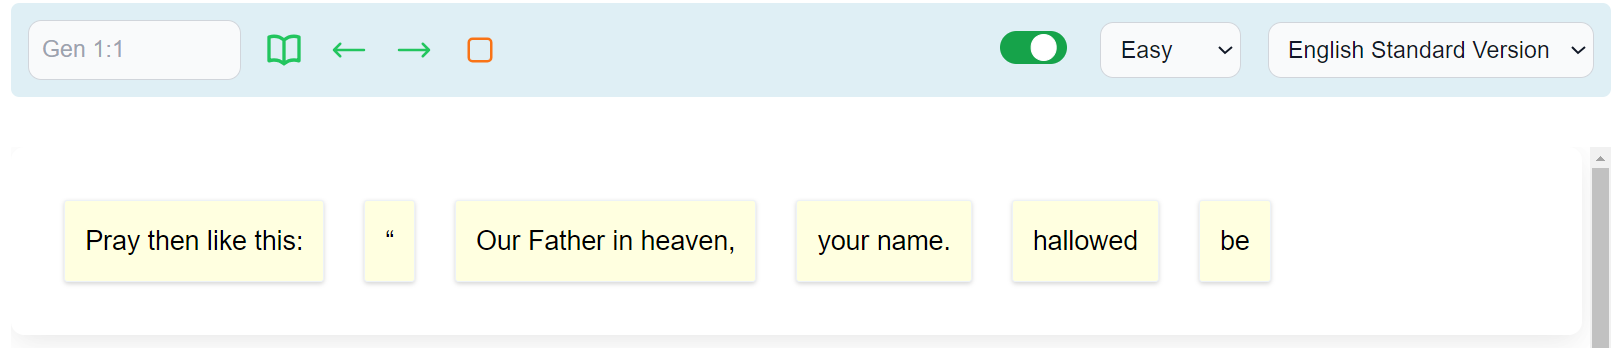 Gen 1:1 Easy English Standard Version
Pray then like this: “ Our Father in heaven, your name. hallowed be